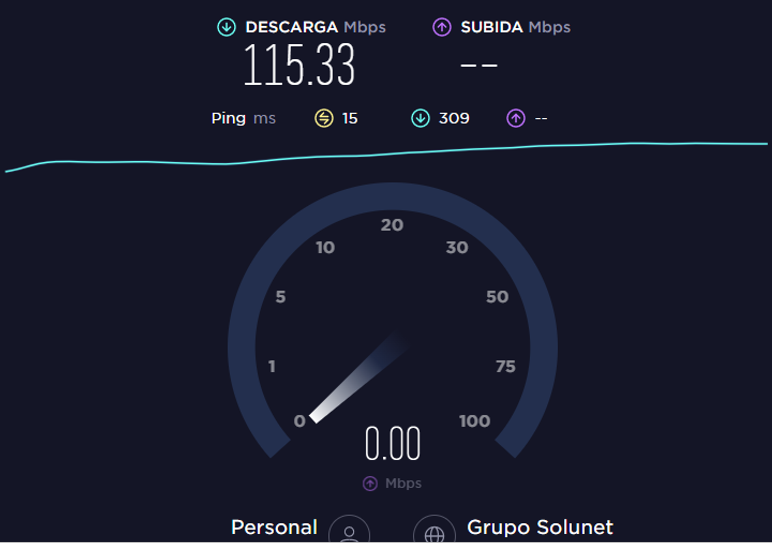 DESCARGA Mbps SUBIDA Mbps
115.33 --
Ping ms 15 309 --
20
10 30
5 50
1 75
0 100
0.00
Mbps
Personal Grupo Solunet